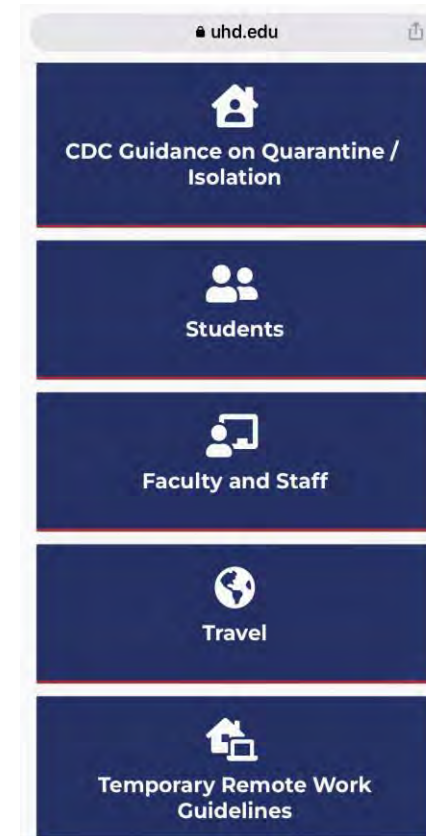 uhd.edu
CDC Guidance on Quarantine /
Isolation
Students
Faculty and Staff
Travel
Temporary Remote Work
Guidelines